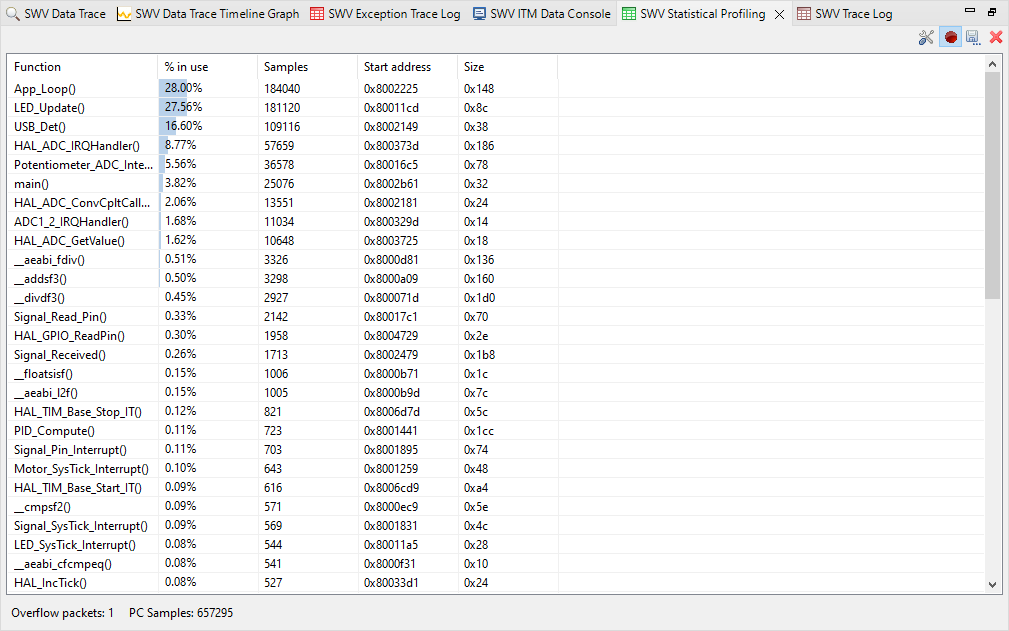 SWV Data Trace SWV Data Trace Timeline Graph SWV Exception Trace Log SWV ITM Data Console SWV Statistical Profiling SWV Trace Log
Function % in use Samples Start address Size
App_Loop() 28.00% 184040 0x8002225 0x148
LED_Update() 27.56% 181120 0x80011cd 0x8c
USB_Det() 16.60% 109116 0x8002149 0x38
HAL_ADC_IRQHandler() 8.77% 57659 0x800373d 0x186
Potentiometer_ADC_Inte... 5.56% 36578 0x80016c5 0x78
main() 3.82% 25076 0x8002b61 0x32
HAL_ADC_ConvCpltCall... 2.06% 13551 0x8002181 0x24
ADC1_2_IRQHandler() 1.68% 11034 0x800329d 0x14
HAL_ADC_GetValue() 1.62% 10648 0x8003725 0x18
__aeabi_fdiv() 0.51% 3326 0x8000d81 0x136
__addsf3() 0.50% 3298 0x8000a09 0x160
__divdf3() 0.45% 2927 0x800071d 0x1d0
Signal_Read_Pin() 0.33% 2142 0x80017c1 0x70
HAL_GPIO_ReadPin() 0.30% 1958 0x8004729 0x2e
Signal_Received() 0.26% 1713 0x8002479 0x1b8
__floatsisf() 0.15% 1006 0x8000b71 0x1c
__aeabi_l2f() 0.15% 1005 0x8000b9d 0x7c
HAL_TIM_Base_Stop_IT() 0.12% 821 0x8006d7d 0x5c
PID_Compute() 0.11% 723 0x8001441 0x1cc
Signal_Pin_Interrupt() 0.11% 703 0x8001895 0x74
Motor_SysTick_Interrupt() 0.10% 643 0x8001259 0x48
HAL_TIM_Base_Start_IT() 0.09% 616 0x8006cd9 0xa4
__cmpsf2() 0.09% 571 0x8000ec9 0x5e
Signal_SysTick_Interrupt() 0.09% 569 0x8001831 0x4c
LED_SysTick_Interrupt() 0.08% 544 0x80011a5 0x28
__aeabi_cfcmpeq() 0.08% 541 0x8000f31 0x10
HAL_IncTick() 0.08% 527 0x80033d1 0x24
Overflow packets: 1 PC Samples: 657295